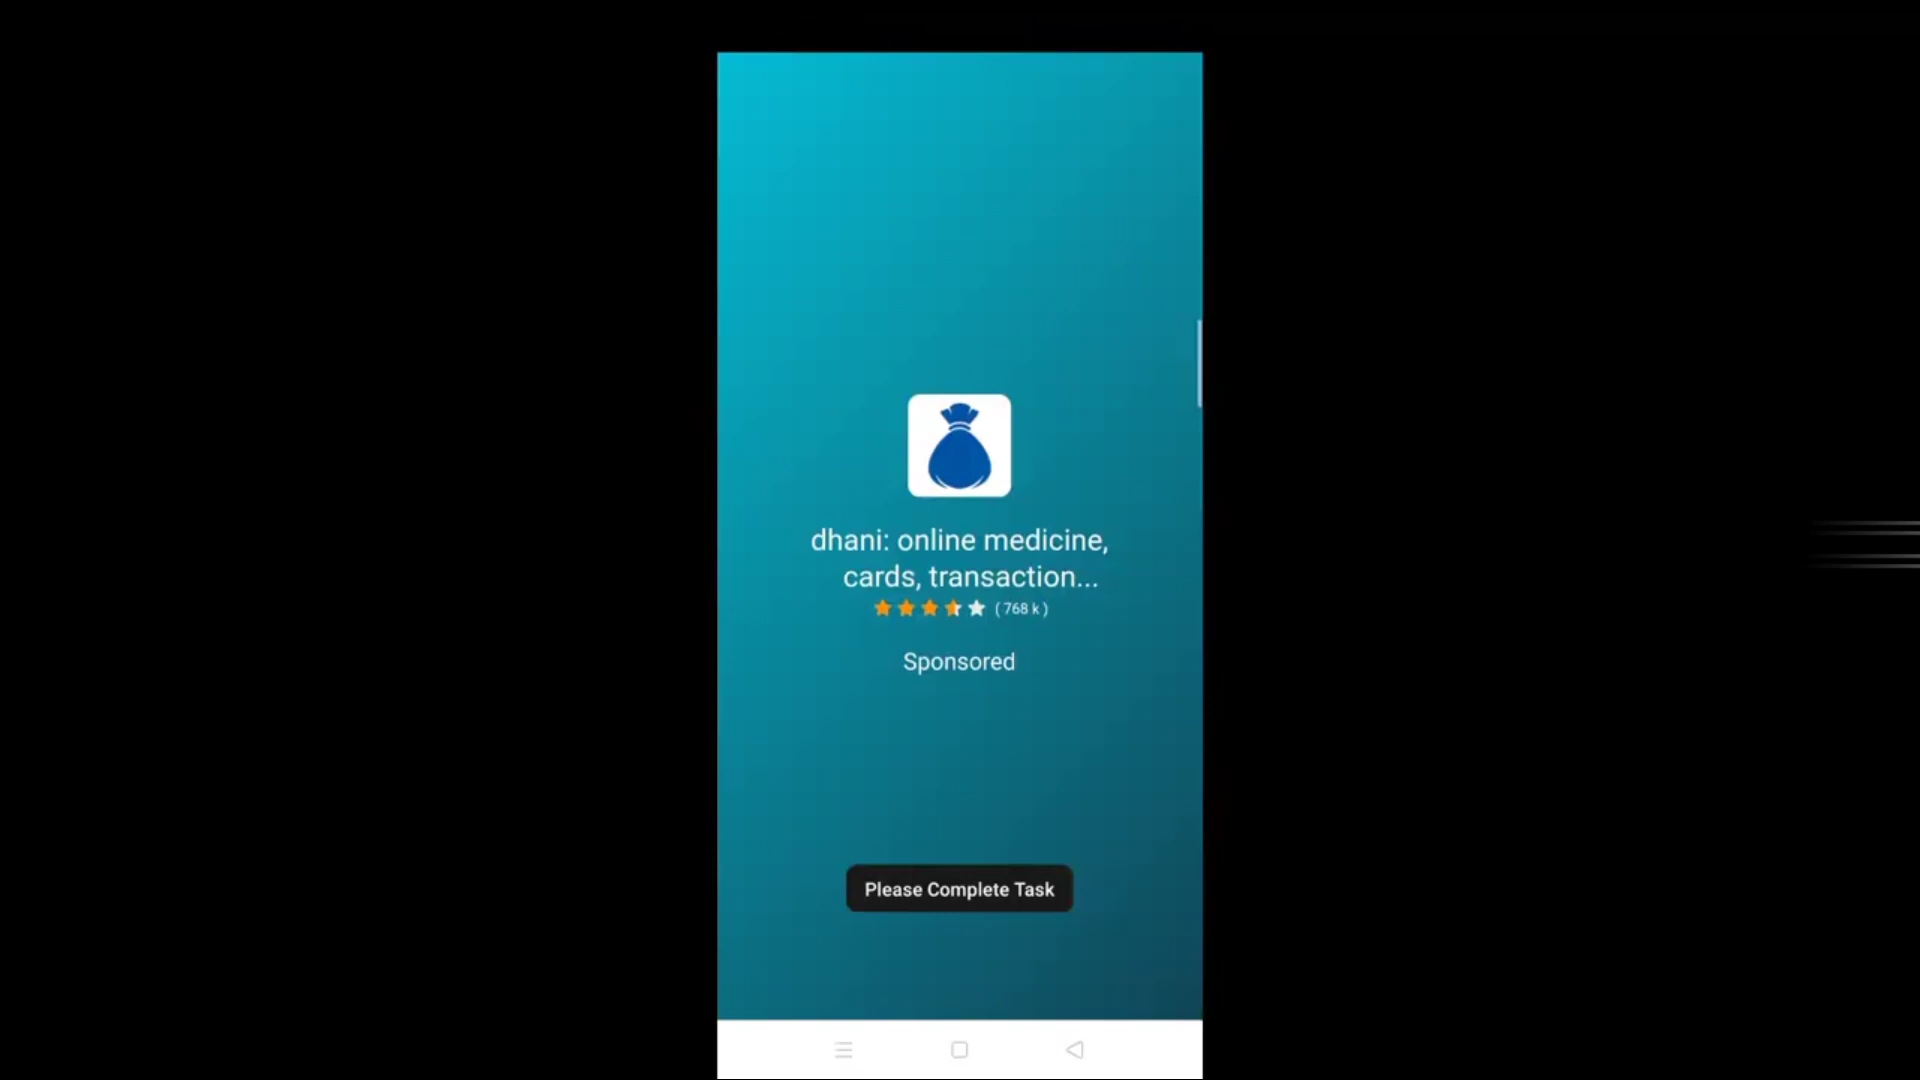 dhani: online medicine,
cards, transaction...
( 768 k )
Sponsored
Please Complete Task